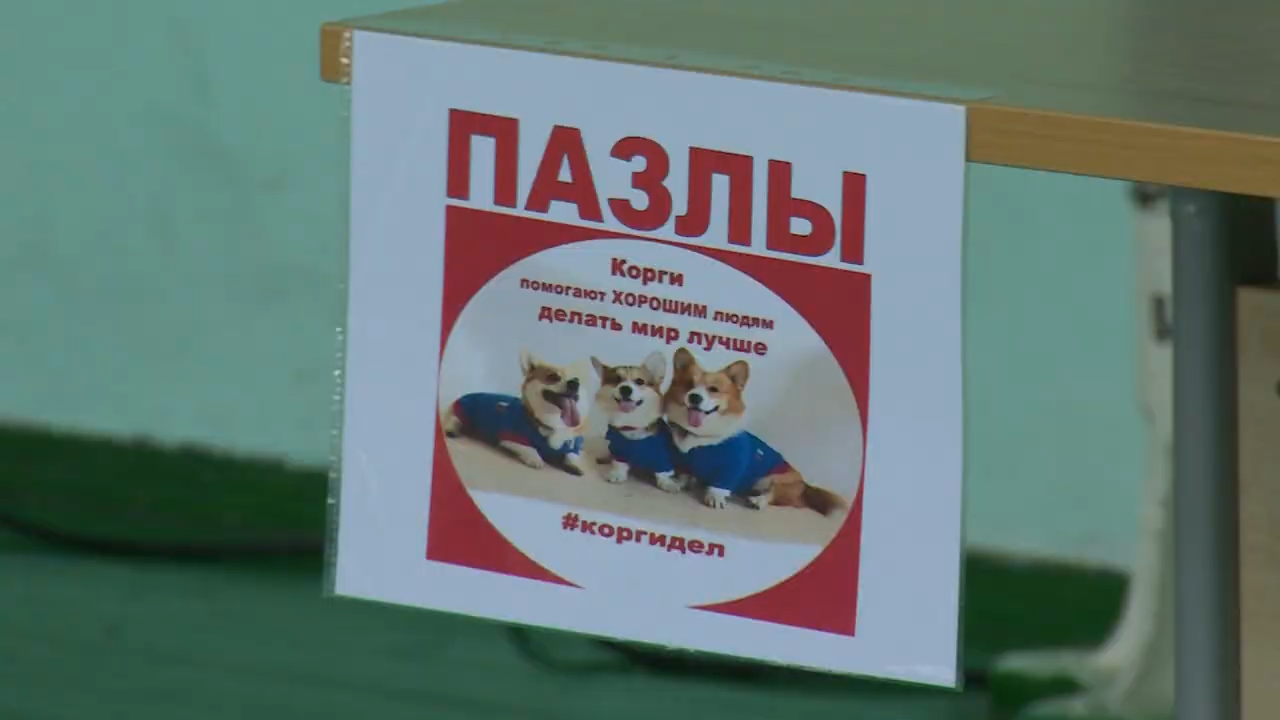 ПАЗЛЫ
Корги
помогают ХОРОШИМ людям
делать мир лучше
#коргидел